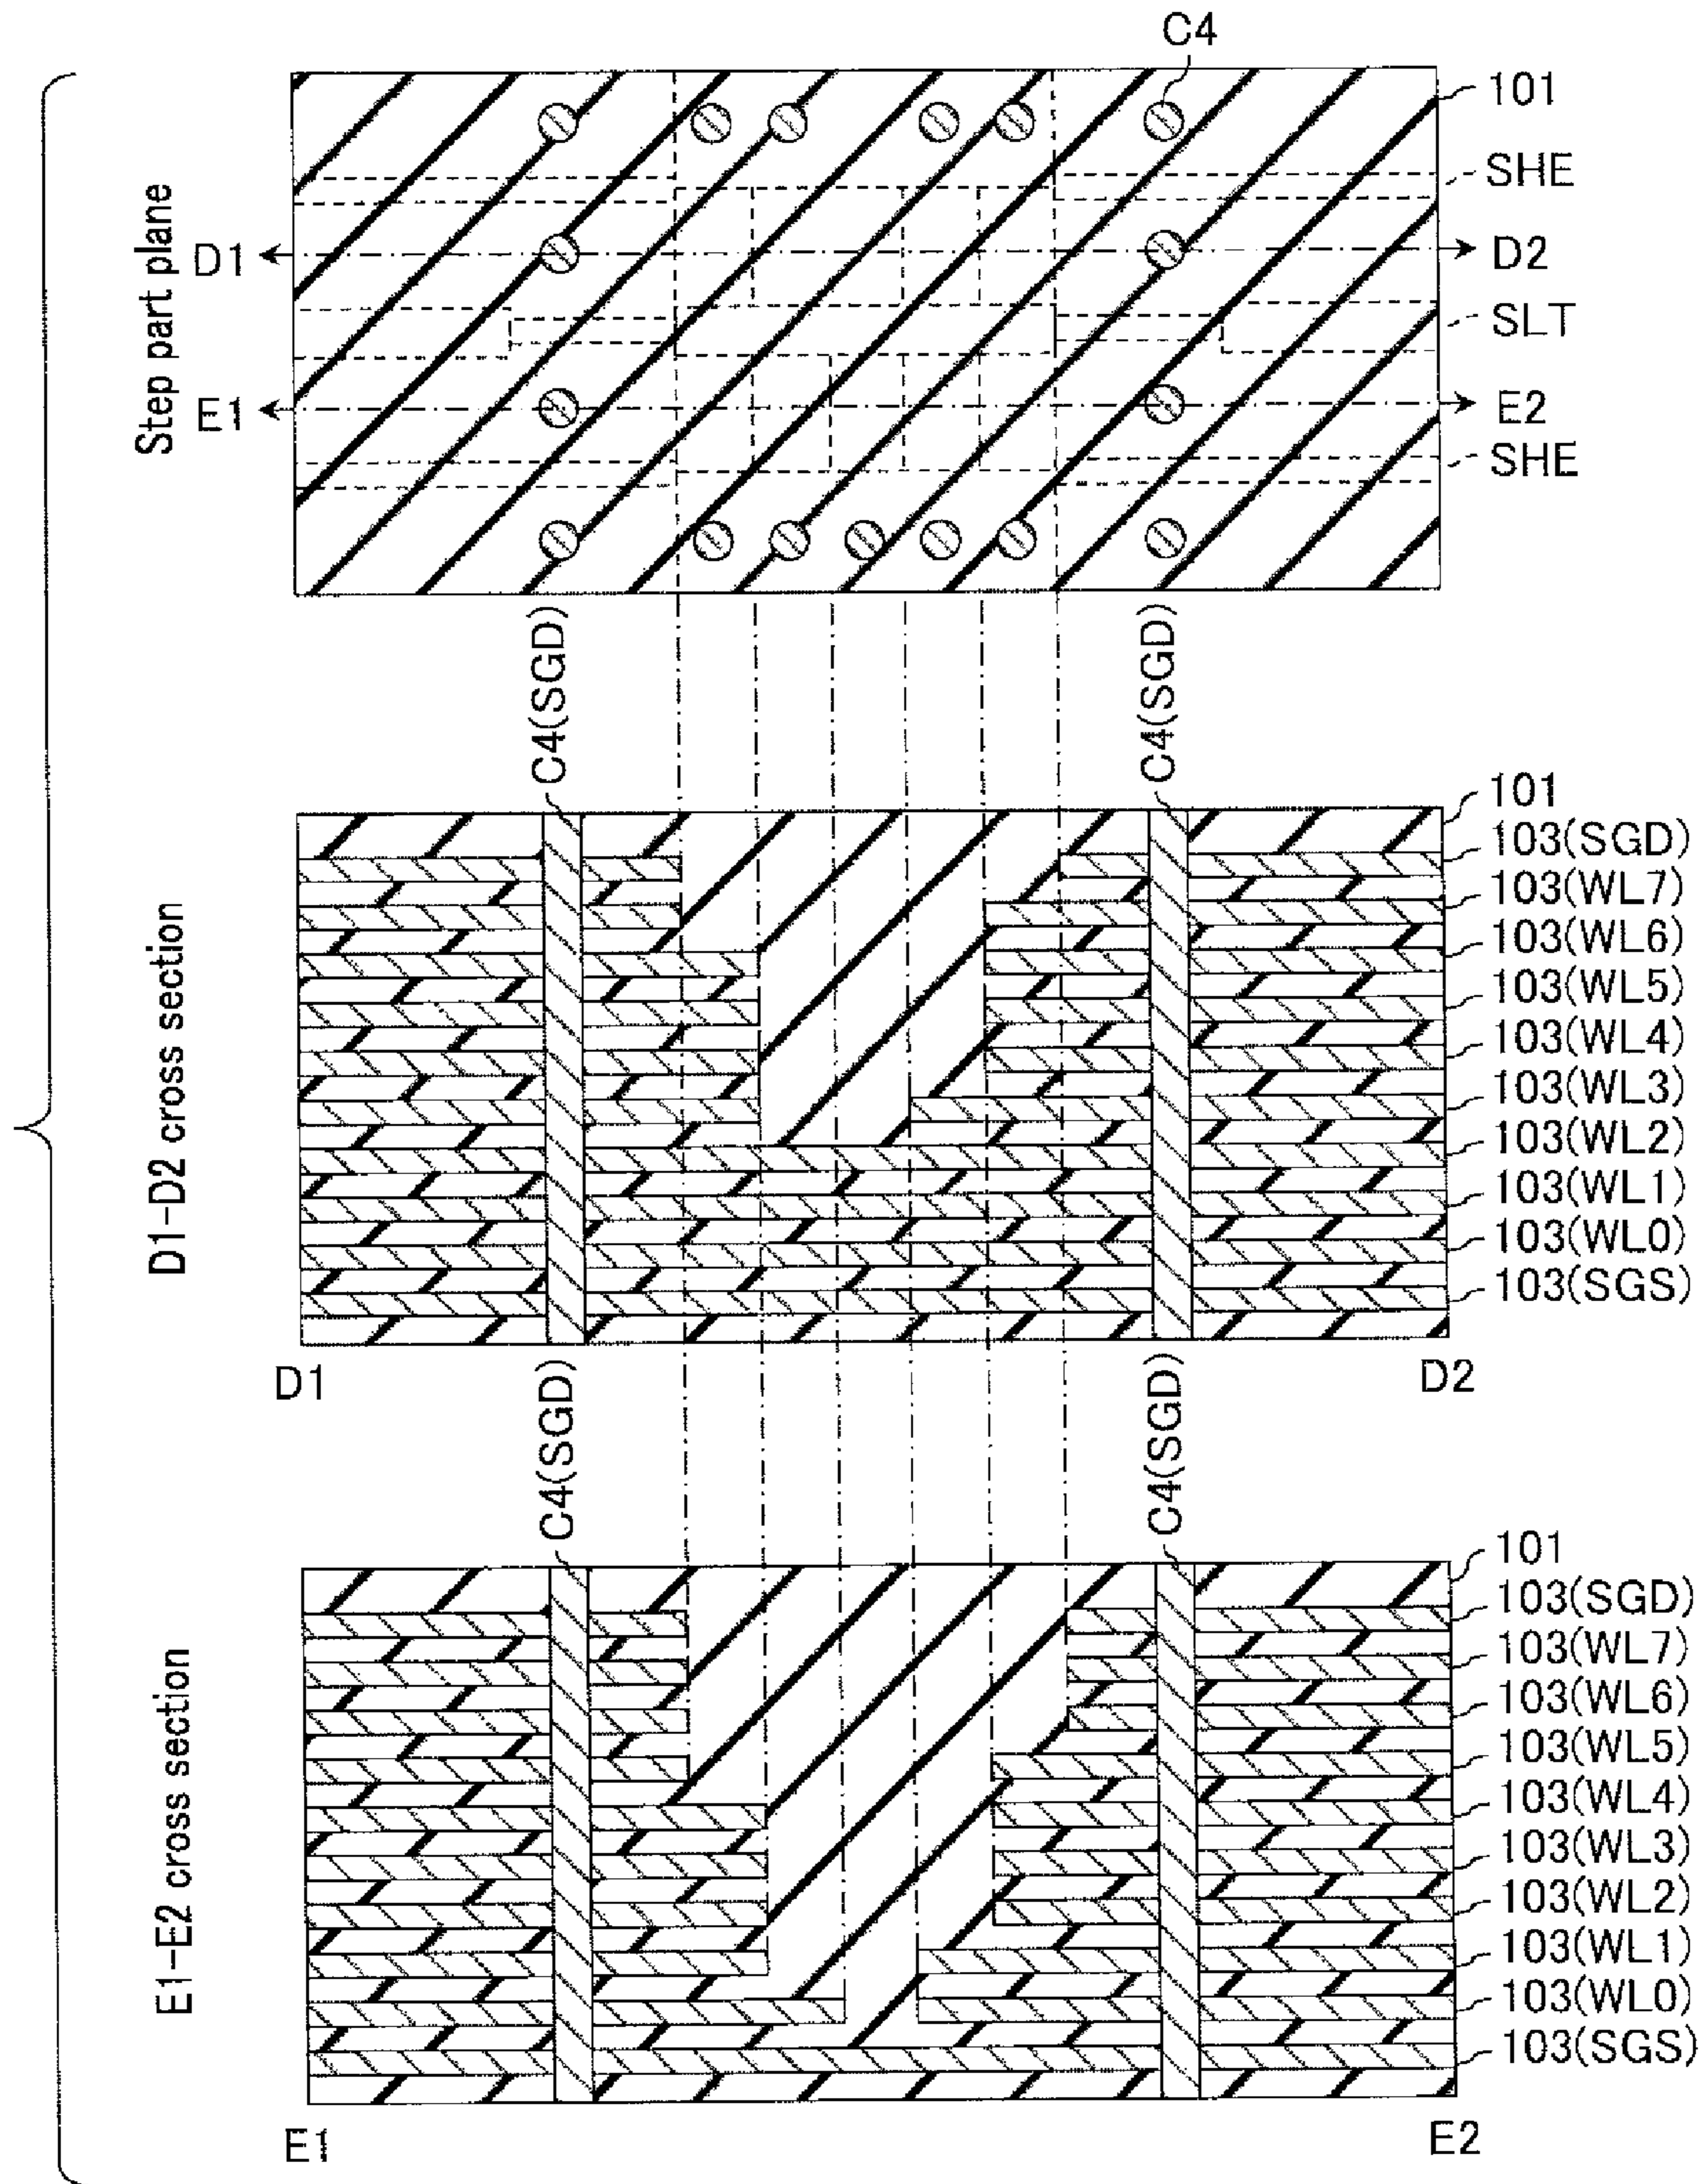 C4
101
SHE
Step part plane
D1
D2
SLT
E1
E2
SHE
C4(SGD)
C4(SGD)
D1-D2 cross section
101
103(SGD)
103(WL7)
103(WL6)
103(WL5)
103(WL4)
103(WL3)
103(WL2)
103(WL1)
103(WL0)
103(SGS)
D1
D2
C4(SGD)
C4(SGD)
E1-E2 cross section
101
103(SGD)
103(WL7)
103(WL6)
103(WL5)
103(WL4)
103(WL3)
103(WL2)
103(WL1)
103(WL0)
103(SGS)
E1
E2